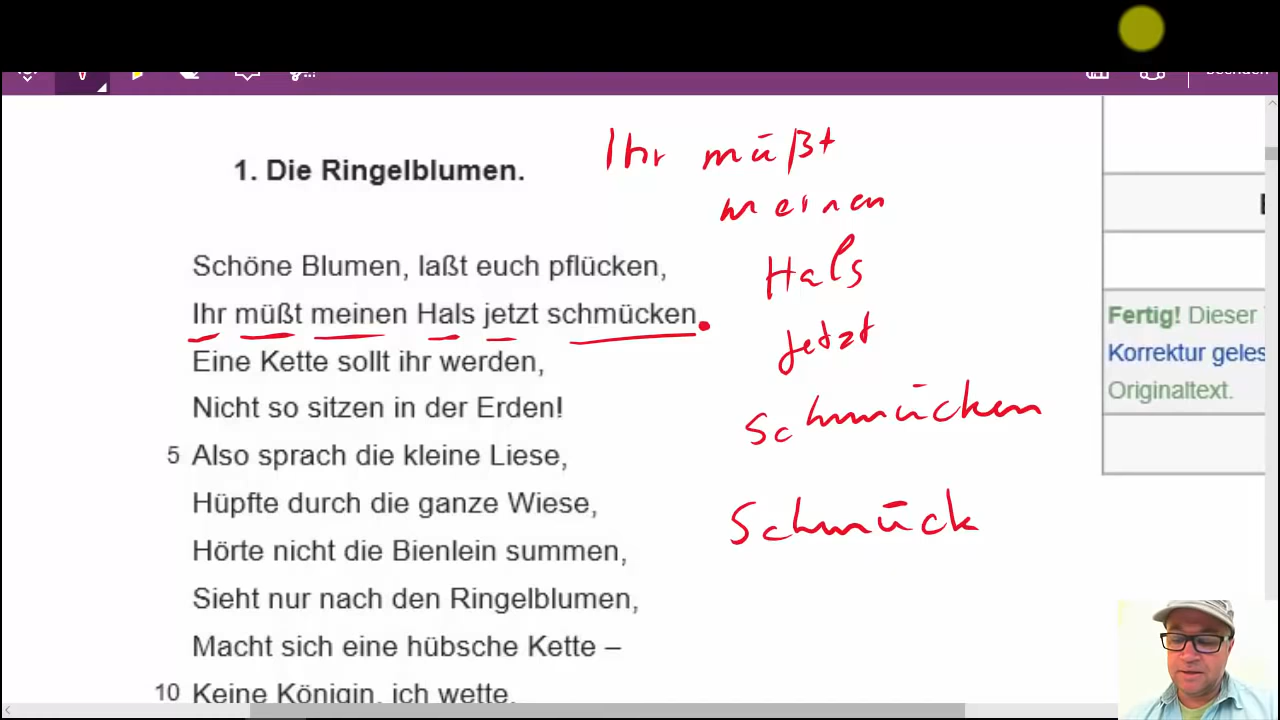 1. Die Ringelblumen.
Schöne Blumen, laßt euch pflücken,
Ihr müßt meinen Hals jetzt schmücken.
Eine Kette sollt ihr werden,
Nicht so sitzen in der Erden!
5 Also sprach die kleine Liese,
Hüpfte durch die ganze Wiese,
Hörte nicht die Bienlein summen,
Sieht nur nach den Ringelblumen,
Macht sich eine hübsche Kette –
10 Keine Königin, ich wette,
Ihr müßt
meinen
Hals
jetzt
schmücken
Schmück
Fertig! Dieser
Korrektur geles
Originaltext.